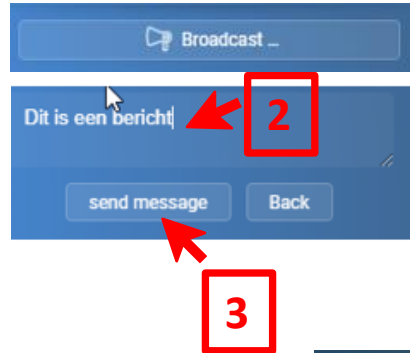 Broadcast ...
Dit is een bericht
2
send message Back
3